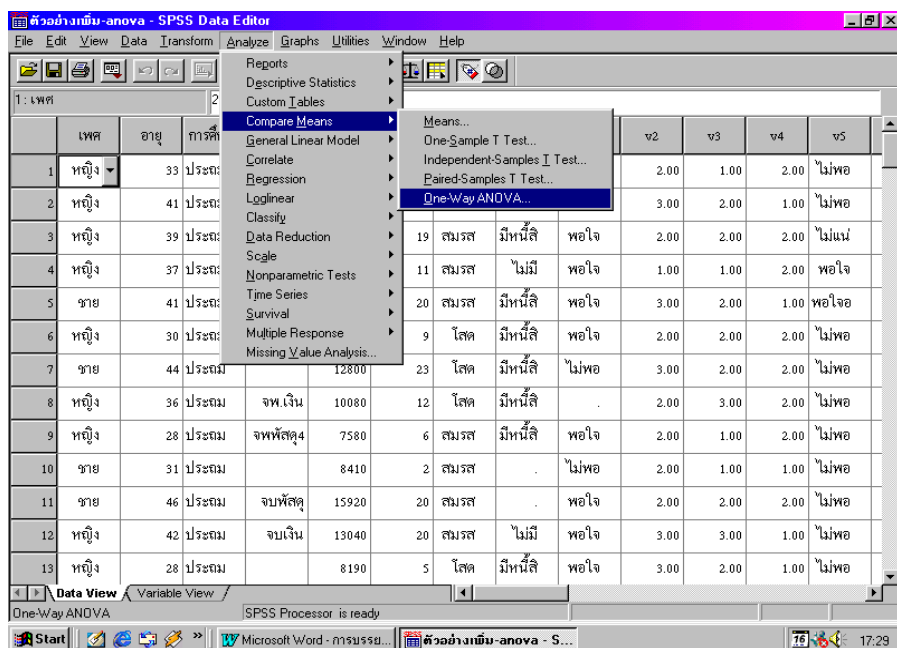 ตัวอย่างเพิ่ม-anova - SPSS Data Editor
File Edit View Data Transform Analyze Graphs Utilities Window Help
1 : เพศ 2
Reports
Descriptive Statistics
Custom Tables
Compare Means
General Linear Model
Correlate
Regression
Loglinear
Classify
Data Reduction
Scale
Nonparametric Tests
Time Series
Survival
Multiple Response
Missing Value Analysis...
Means...
One-Sample T Test...
Independent-Samples T Test...
Paired-Samples T Test...
One-Way ANOVA...
เพศ อายุ v2 v3 v4 v5
1 หญิง 33 2.00 1.00 2.00 ไม่พอ
2 หญิง 41 3.00 2.00 1.00 ไม่พอ
3 หญิง 39 19 สมรส มีหนี้สิ พอใจ 2.00 2.00 2.00 ไม่แน่
4 หญิง 37 11 สมรส ไม่มี พอใจ 1.00 1.00 2.00 พอใจ
5 ชาย 41 20 สมรส มีหนี้สิ พอใจ 3.00 2.00 1.00 พอใจอ
6 หญิง 30 9 โสด มีหนี้สิ พอใจ 2.00 2.00 2.00 ไม่พอ
7 ชาย 44 ประถม 12800 23 โสด มีหนี้สิ ไม่พอ 3.00 2.00 2.00 ไม่พอ
8 หญิง 36 ประถม จพ.เงิน 10080 12 โสด มีหนี้สิ . 2.00 3.00 2.00 ไม่พอ
9 หญิง 28 ประถม จพพัสดุ4 7580 6 สมรส มีหนี้สิ พอใจ 2.00 1.00 2.00 ไม่พอ
10 ชาย 31 ประถม 8410 2 สมรส . ไม่พอ 2.00 1.00 1.00 ไม่พอ
11 ชาย 46 ประถม จบพัสดุ 15920 20 สมรส . พอใจ 2.00 2.00 2.00 ไม่พอ
12 หญิง 42 ประถม จบเงิน 13040 20 สมรส ไม่มี พอใจ 3.00 3.00 1.00 ไม่พอ
13 หญิง 28 ประถม 8190 5 โสด มีหนี้สิ พอใจ 3.00 2.00 1.00 ไม่พอ
Data View Variable View
One-Way ANOVA SPSS Processor is ready
Start » Microsoft Word - การบรรย... ตัวอย่างเพิ่ม-anova - S... 16 17:29